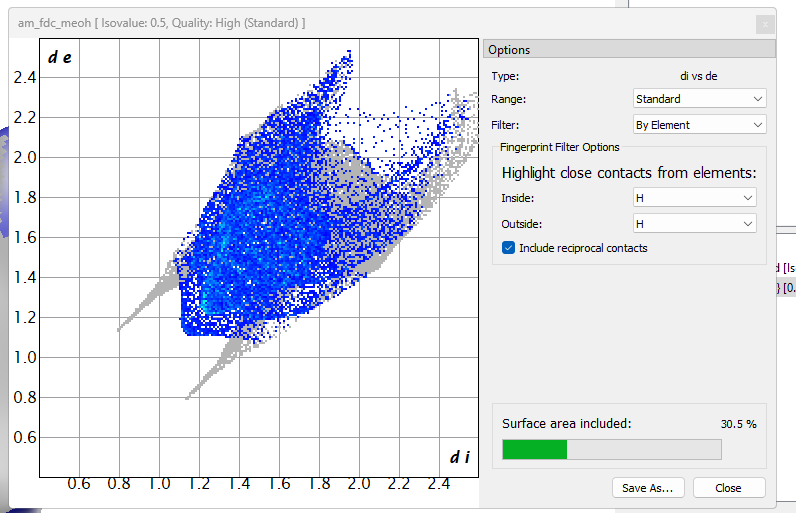 am_fdc_meoh [ Isovalue: 0.5, Quality: High (Standard) ]
x
d e
2.4
2.2
2.0
1.8
1.6
1.4
1.2
1.0
0.8
0.6
d i
0.6 0.8 1.0 1.2 1.4 1.6 1.8 2.0 2.2 2.4
Options
Type: di vs de
Range: Standard
Filter: By Element
Fingerprint Filter Options
Highlight close contacts from elements:
Inside: H
Outside: H
Include reciprocal contacts
Surface area included: 30.5 %
Save As... Close
d [Iso
} [0.